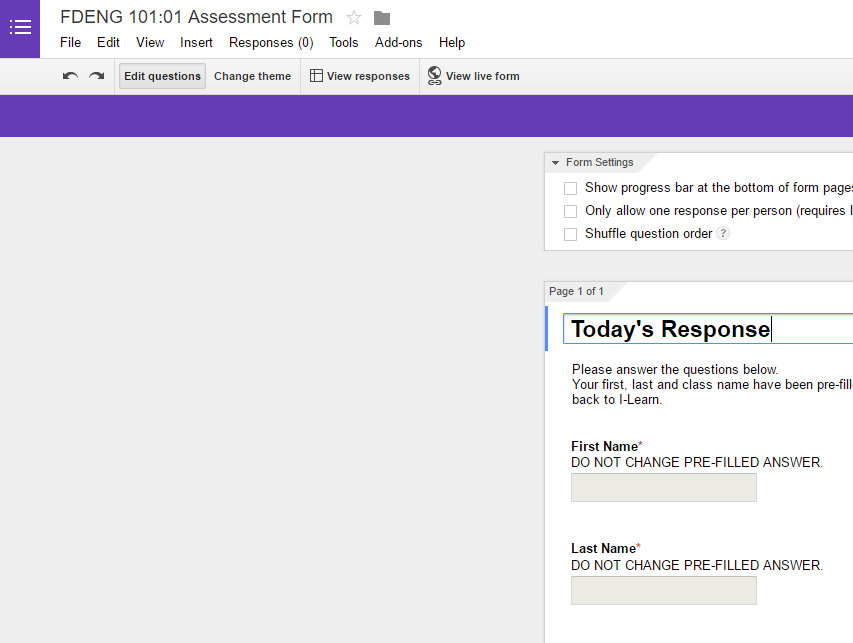 FDENG 101:01 Assessment Form
File Edit View Insert Responses (0) Tools Add-ons Help
Edit questions Change theme View responses View live form
Form Settings
Show progress bar at the bottom of form pages
Only allow one response per person (requires
Shuffle question order ?
Page 1 of 1
Today's Response
Please answer the questions below.
Your first, last and class name have been pre-fill
back to I-Learn.
First Name*
DO NOT CHANGE PRE-FILLED ANSWER.
Last Name*
DO NOT CHANGE PRE-FILLED ANSWER.